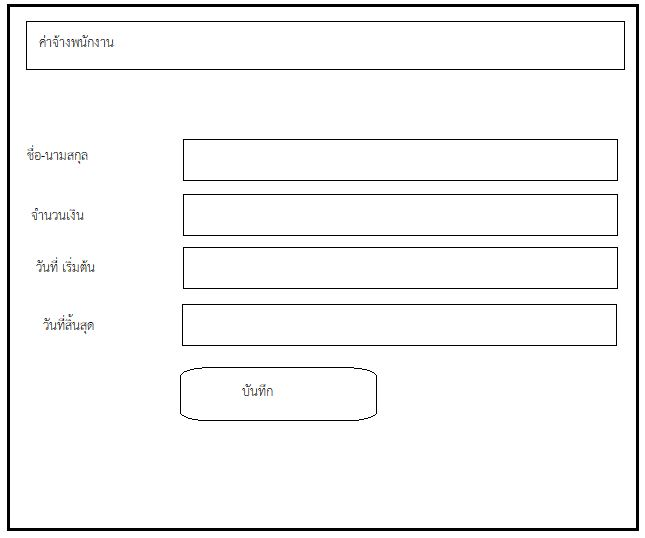 ค่าจ้างพนักงาน
ชื่อ-นามสกุล
จำนวนเงิน
วันที่ เริ่มต้น
วันที่สิ้นสุด
บันทึก